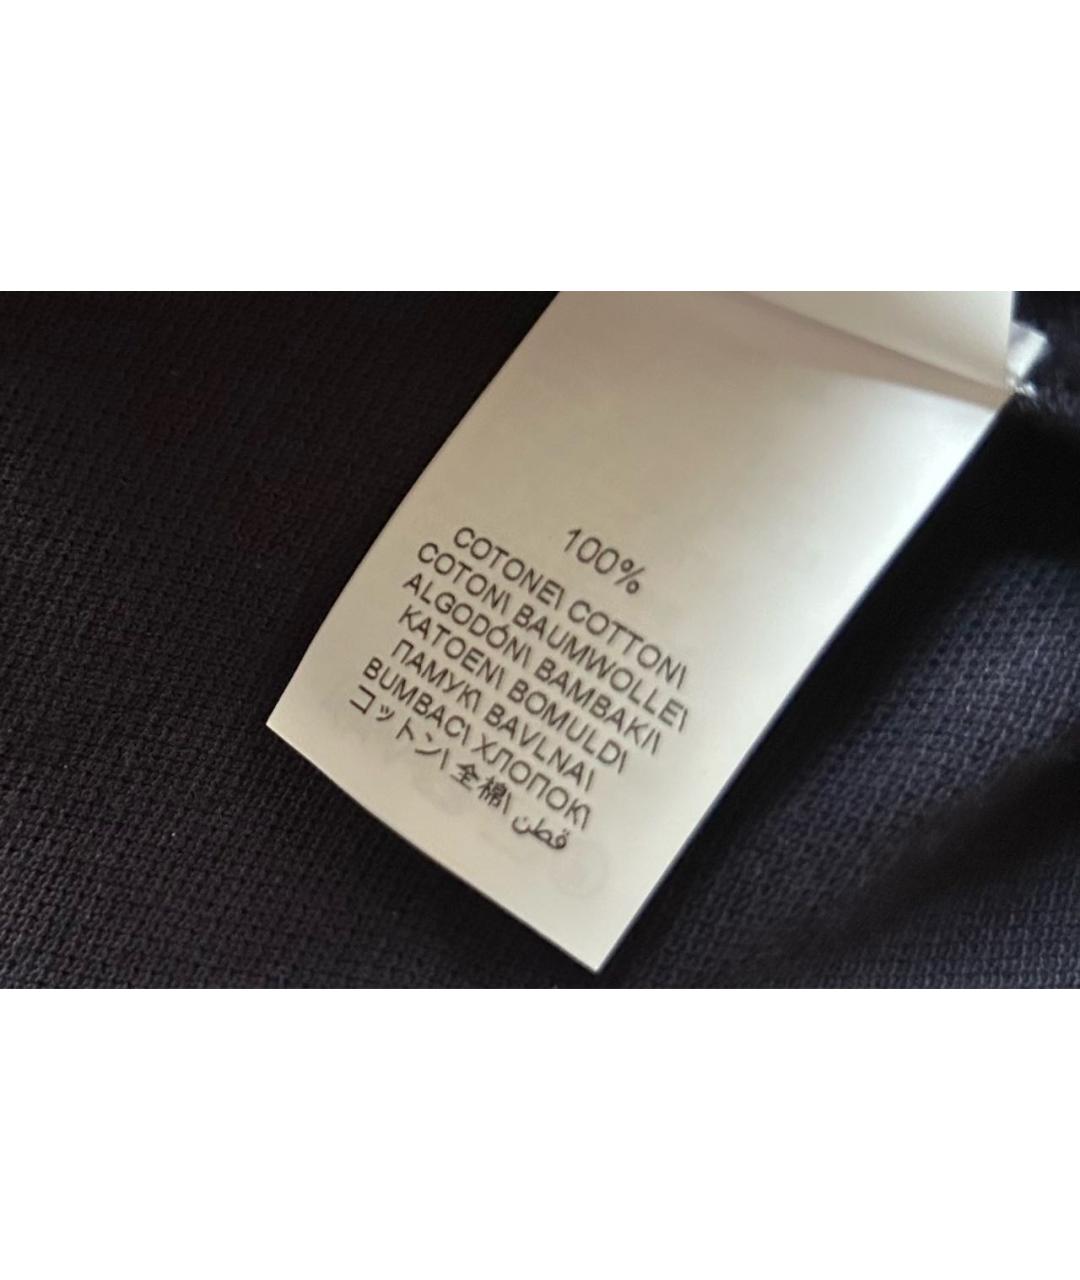 100%
COTONE\ COTTON\
COTON\ BAUMWOLLE\
ALGODÓN\ BAMBAKI\
KATOEN\ BOMULD\
ПАМУК\ BAVLNA\
BUMBAC\ ХЛОПОК\
コットン\ 全棉\ قطن